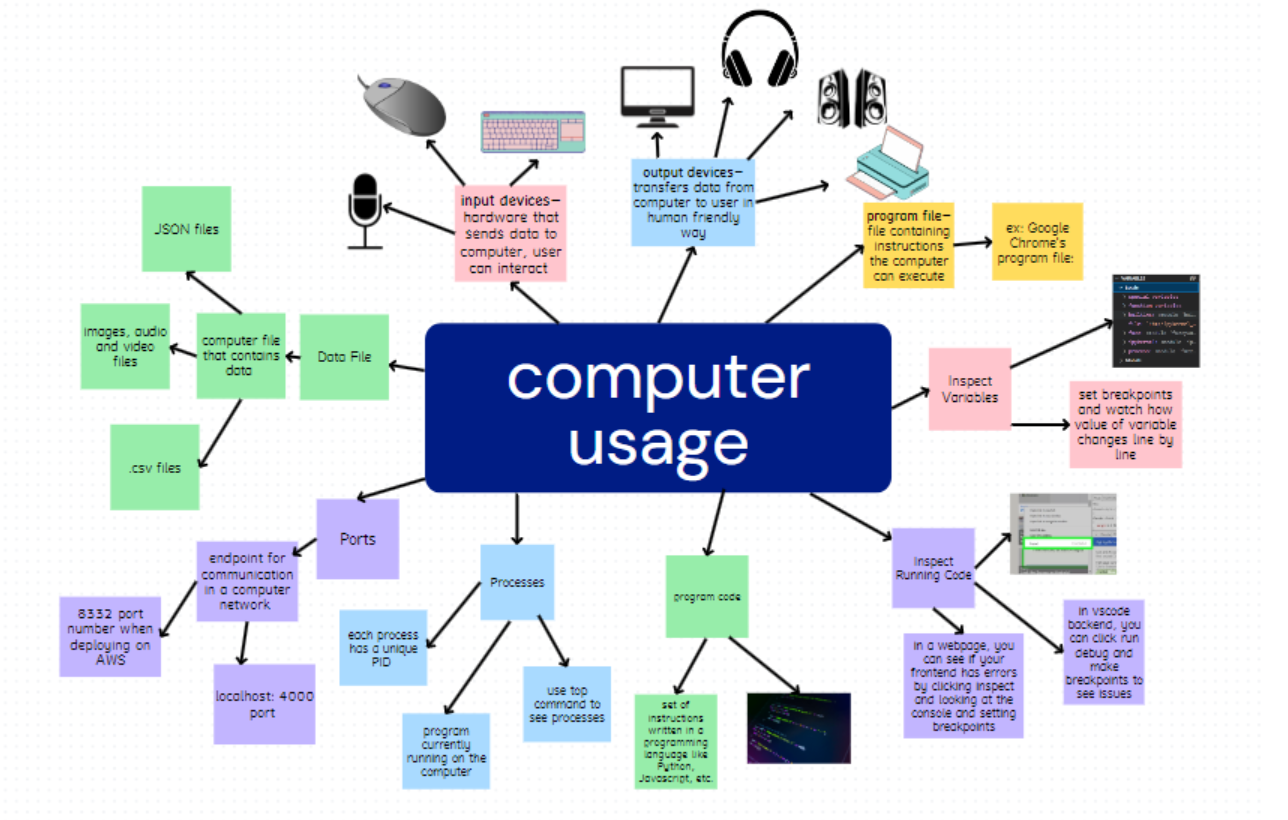 output devices—
transfers data from
computer to user in
human friendly
way
input devices—
hardware that
sends data to
computer, user
can interact
program file—
file containing
instructions
the computer
can execute
ex: Google
Chrome's
program file:
JSON files
images, audio
and video
files
computer file
that contains
data
Data File
.csv files
computer
usage
Inspect
Variables
VARIABLES
set breakpoints
and watch how
value of variable
changes line by
line
Ports
endpoint for
communication
in a computer
network
8332 port
number when
deploying on
AWS
localhost: 4000
port
Processes
each process
has a unique
PID
program
currently
running on the
computer
use top
command to
see processes
program code
set of
instructions
written in a
programming
language like
Python,
Javascript, etc.
Inspect
Running Code
in a webpage, you
can see if your
frontend has errors
by clicking inspect
and looking at the
console and setting
breakpoints
in vscode
backend, you
can click run
debug and
make
breakpoints to
see issues